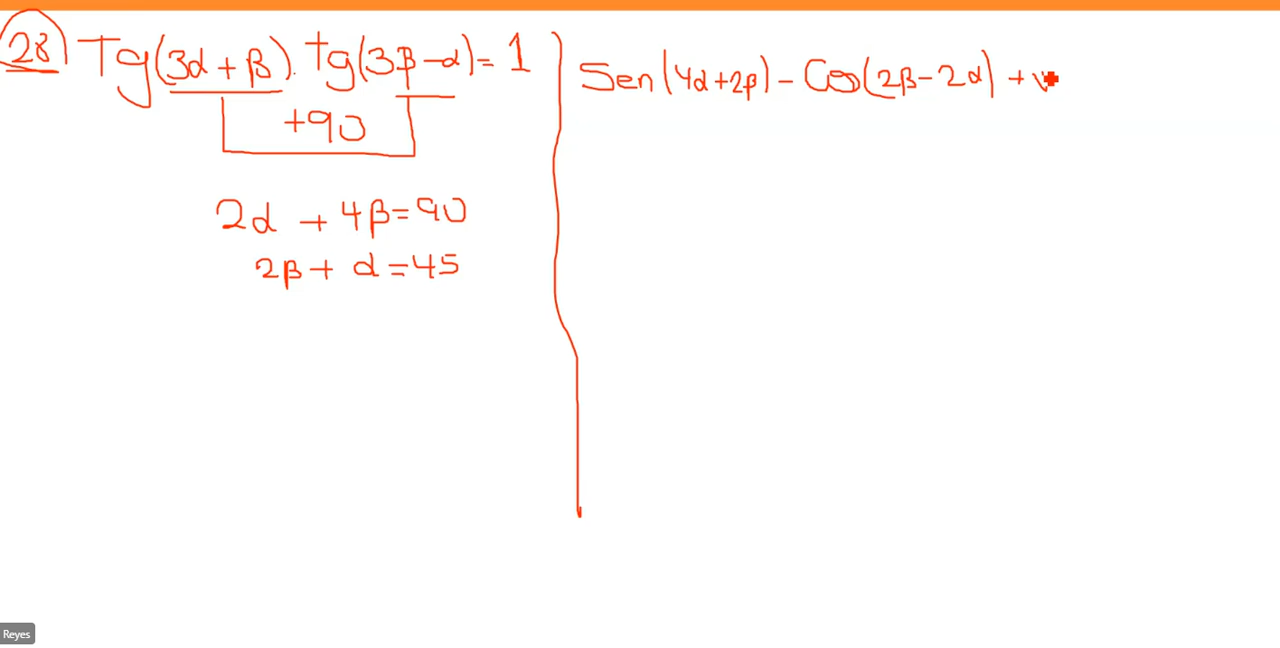 28) Tg(3α + β). tg(3β-α)= 1
+90
2α + 4β=90
2β+ α =45
Sen(4α+2β) - Cos(2β-2α) +
Reyes